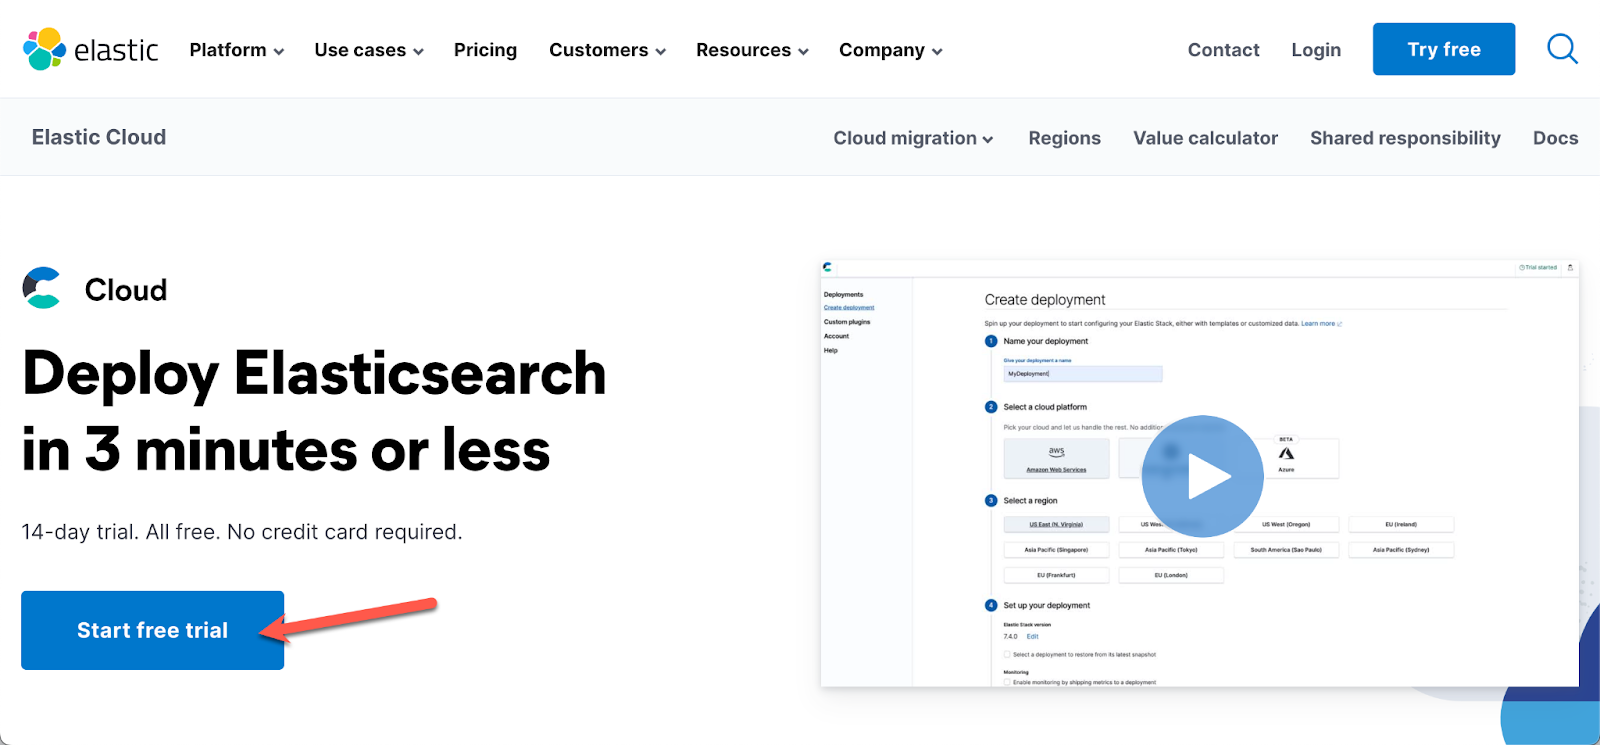 elastic
Platform Use cases Pricing Customers Resources Company Contact Login Try free
Elastic Cloud Cloud migration Regions Value calculator Shared responsibility Docs
Cloud
Deploy Elasticsearch
in 3 minutes or less
14-day trial. All free. No credit card required.
Start free trial
Trial started
Deployments
Create deployment
Custom plugins
Account
Help
Create deployment
Spin up your deployment to start configuring your Elastic Stack, either with templates or customized data. Learn more
1 Name your deployment
Give your deployment a name
MyDeployment
2 Select a cloud platform
Pick your cloud and let us handle the rest. No
aws
Amazon Web Services
BETA
Azure
3 Select a region
US East (N. Virginia) US West US West (Oregon) EU (Ireland)
Asia Pacific (Singapore) Asia Pacific (Tokyo) South America (Sao Paulo) Asia Pacific (Sydney)
EU (Frankfurt) EU (London)
4 Set up your deployment
Elastic Stack version
7.4.0 Edit
Select a deployment to restore from its latest snapshot
Monitoring
Enable monitoring by shipping metrics to a deployment